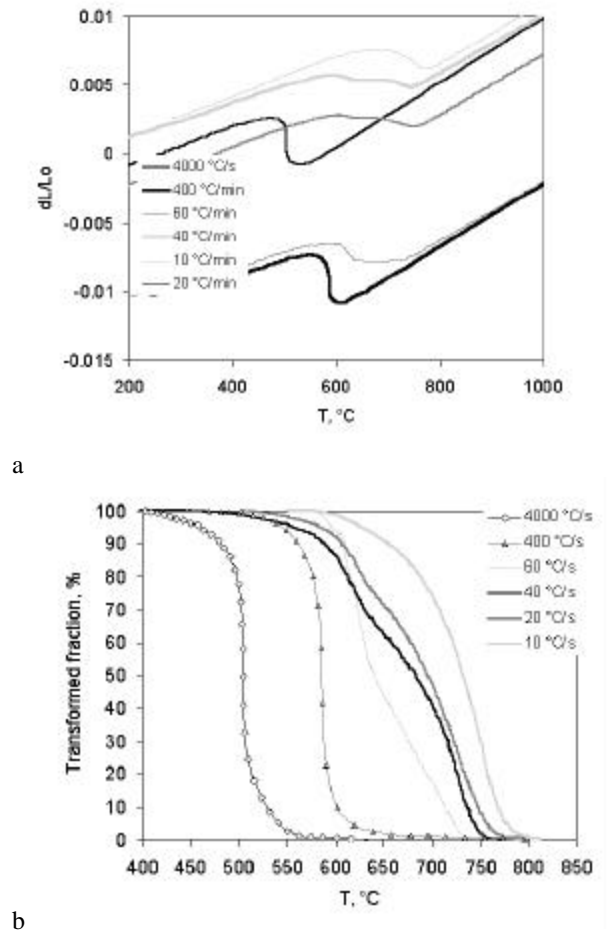 0.01
0.005
0
-0.005
-0.01
-0.015
dL/Lo
4000 °C/s
400 °C/min
60 °C/min
40 °C/min
10 °C/min
20 °C/min
200 400 600 800 1000
T, °C
a
100
90
80
70
60
50
40
30
20
10
0
Transformed fraction, %
4000 °C/s
400 °C/s
60 °C/s
40 °C/s
20 °C/s
10 °C/s
400 450 500 550 600 650 700 750 800 850
T, °C
b